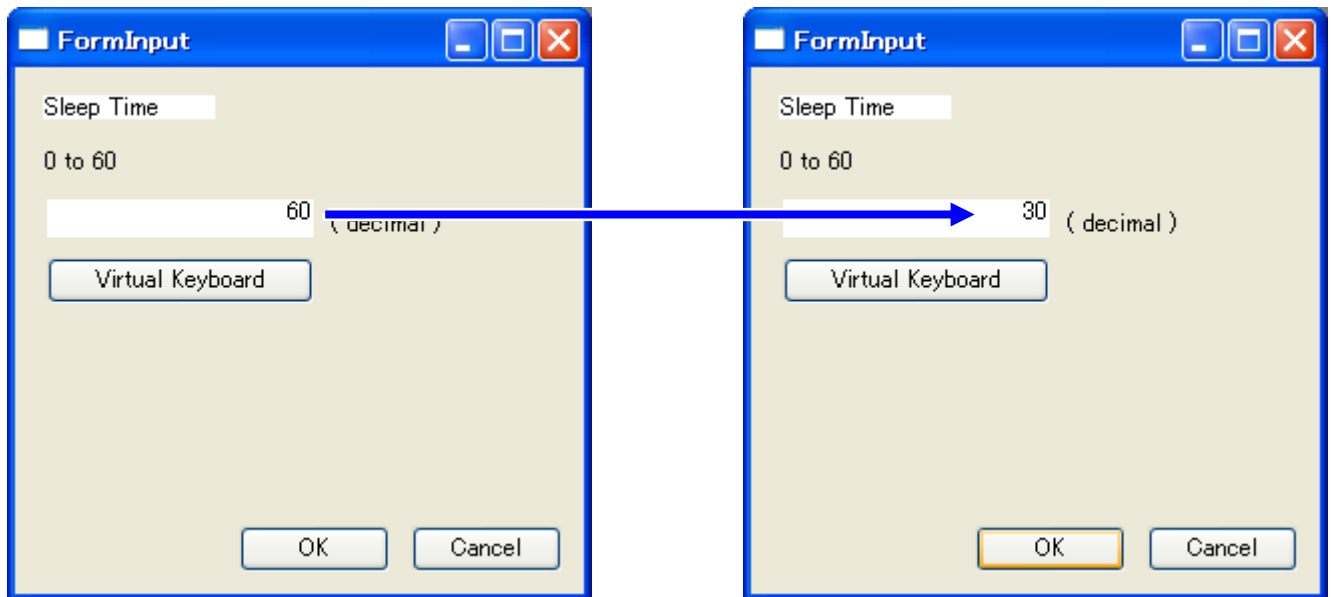 FormInput
Sleep Time
0 to 60
60 ( decimal )
Virtual Keyboard
OK Cancel
FormInput
Sleep Time
0 to 60
30 ( decimal )
Virtual Keyboard
OK Cancel